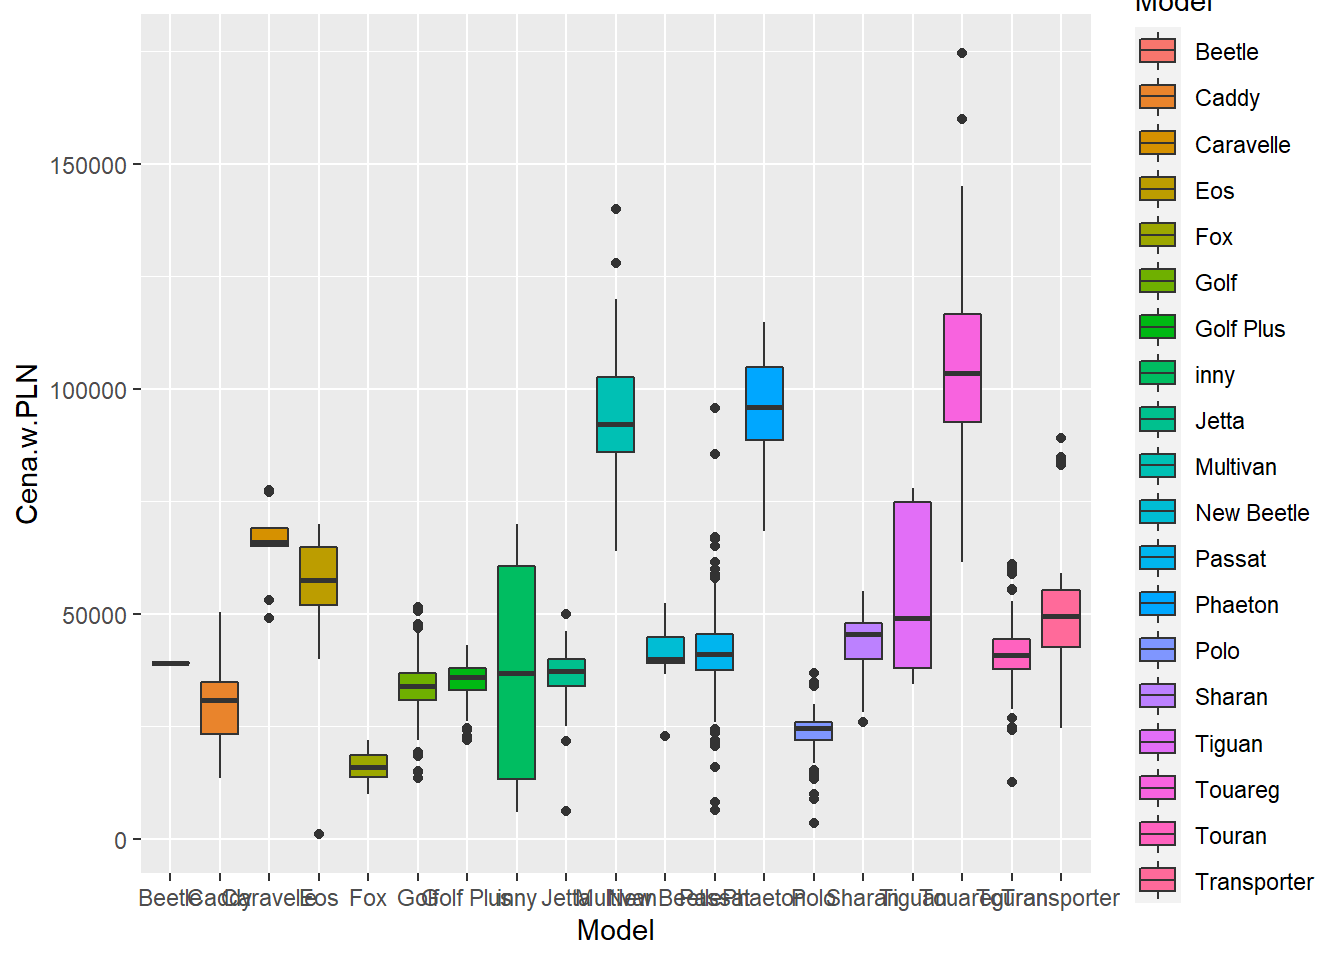 Model
Beetle
Caddy
Caravelle
Eos
Fox
Golf
Golf Plus
inny
Jetta
Multivan
New Beetle
Passat
Phaeton
Polo
Sharan
Tiguan
Touareg
Touran
Transporter
150000
100000
50000
0
Cena.w.PLN
Beetle Caddy Caravelle Eos Fox Golf Golf Plus inny Jetta Multivan New Beetle Passat Phaeton Polo Sharan Tiguan Touareg Touran Transporter
Model